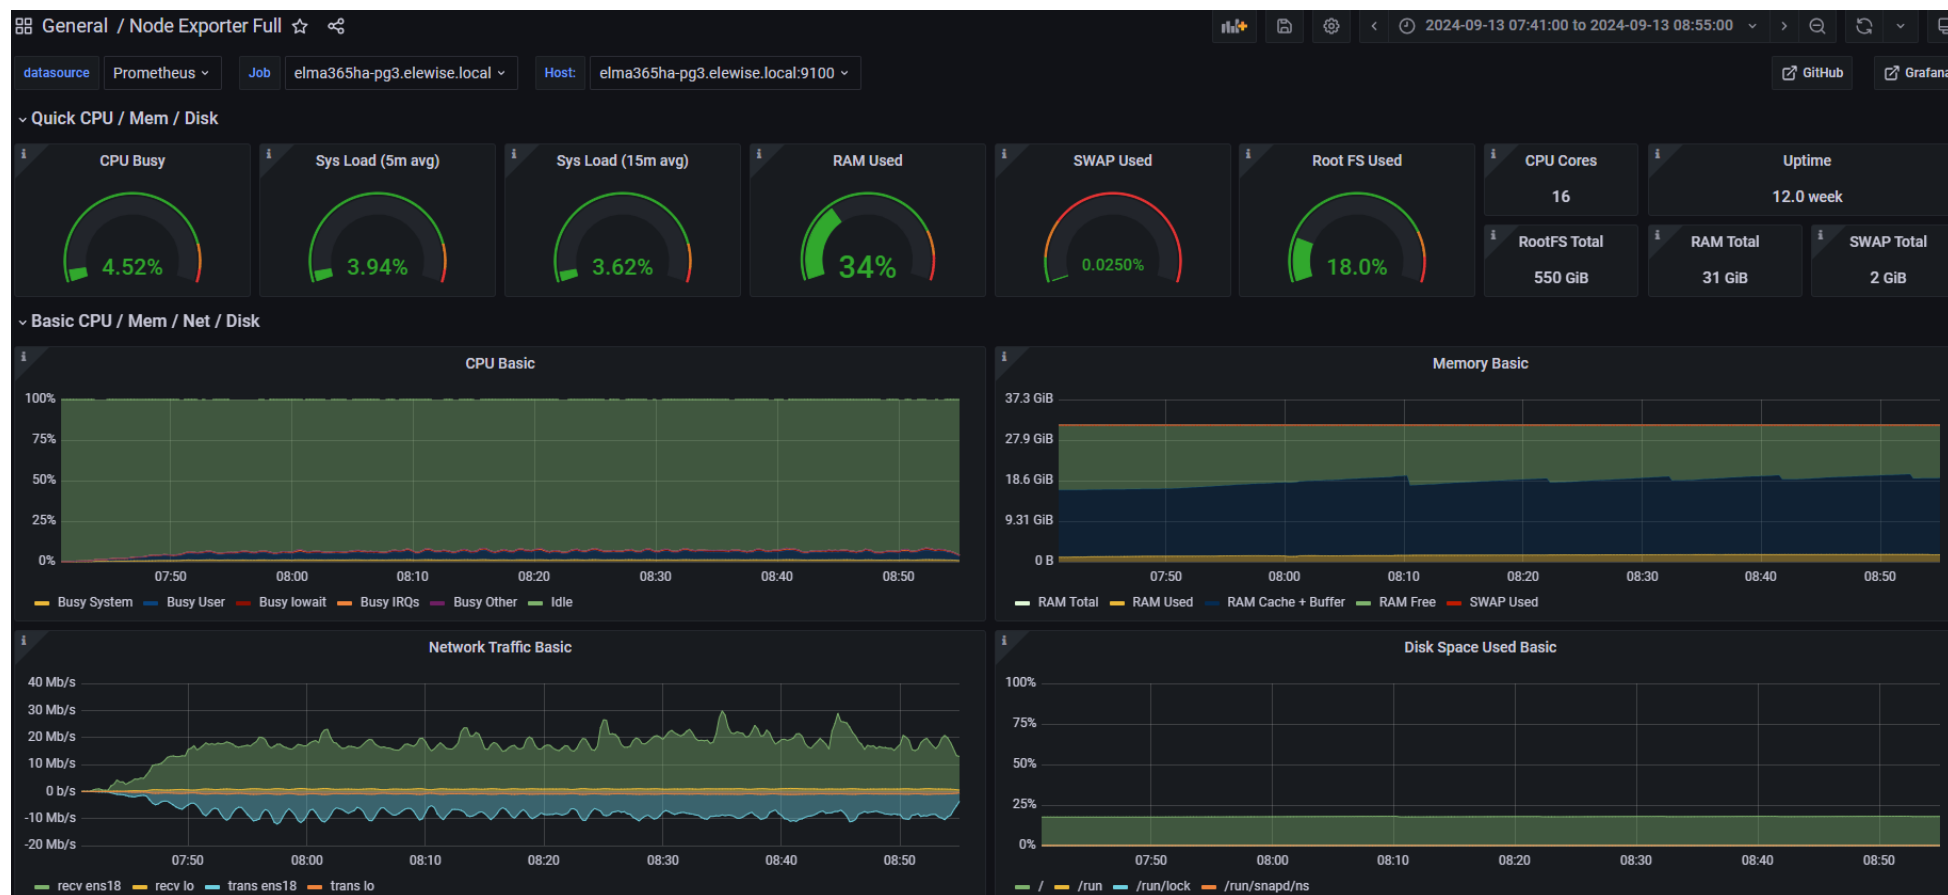 General / Node Exporter Full
2024-09-13 07:41:00 to 2024-09-13 08:55:00
datasource Prometheus Job elma365ha-pg3.elewise.local Host: elma365ha-pg3.elewise.local:9100 GitHub Grafana
Quick CPU / Mem / Disk
CPU Busy
4.52%
Sys Load (5m avg)
3.94%
Sys Load (15m avg)
3.62%
RAM Used
34%
SWAP Used
0.0250%
Root FS Used
18.0%
CPU Cores
16
Uptime
12.0 week
RootFS Total
550 GiB
RAM Total
31 GiB
SWAP Total
2 GiB
Basic CPU / Mem / Net / Disk
CPU Basic
100%
75%
50%
25%
0%
07:50 08:00 08:10 08:20 08:30 08:40 08:50
Busy System Busy User Busy Iowait Busy IRQs Busy Other Idle
Memory Basic
37.3 GiB
27.9 GiB
18.6 GiB
9.31 GiB
0 B
07:50 08:00 08:10 08:20 08:30 08:40 08:50
RAM Total RAM Used RAM Cache + Buffer RAM Free SWAP Used
Network Traffic Basic
40 Mb/s
30 Mb/s
20 Mb/s
10 Mb/s
0 b/s
-10 Mb/s
-20 Mb/s
07:50 08:00 08:10 08:20 08:30 08:40 08:50
recv ens18 recv lo trans ens18 trans lo
Disk Space Used Basic
100%
75%
50%
25%
0%
07:50 08:00 08:10 08:20 08:30 08:40 08:50
/ /run /run/lock /run/snapd/ns